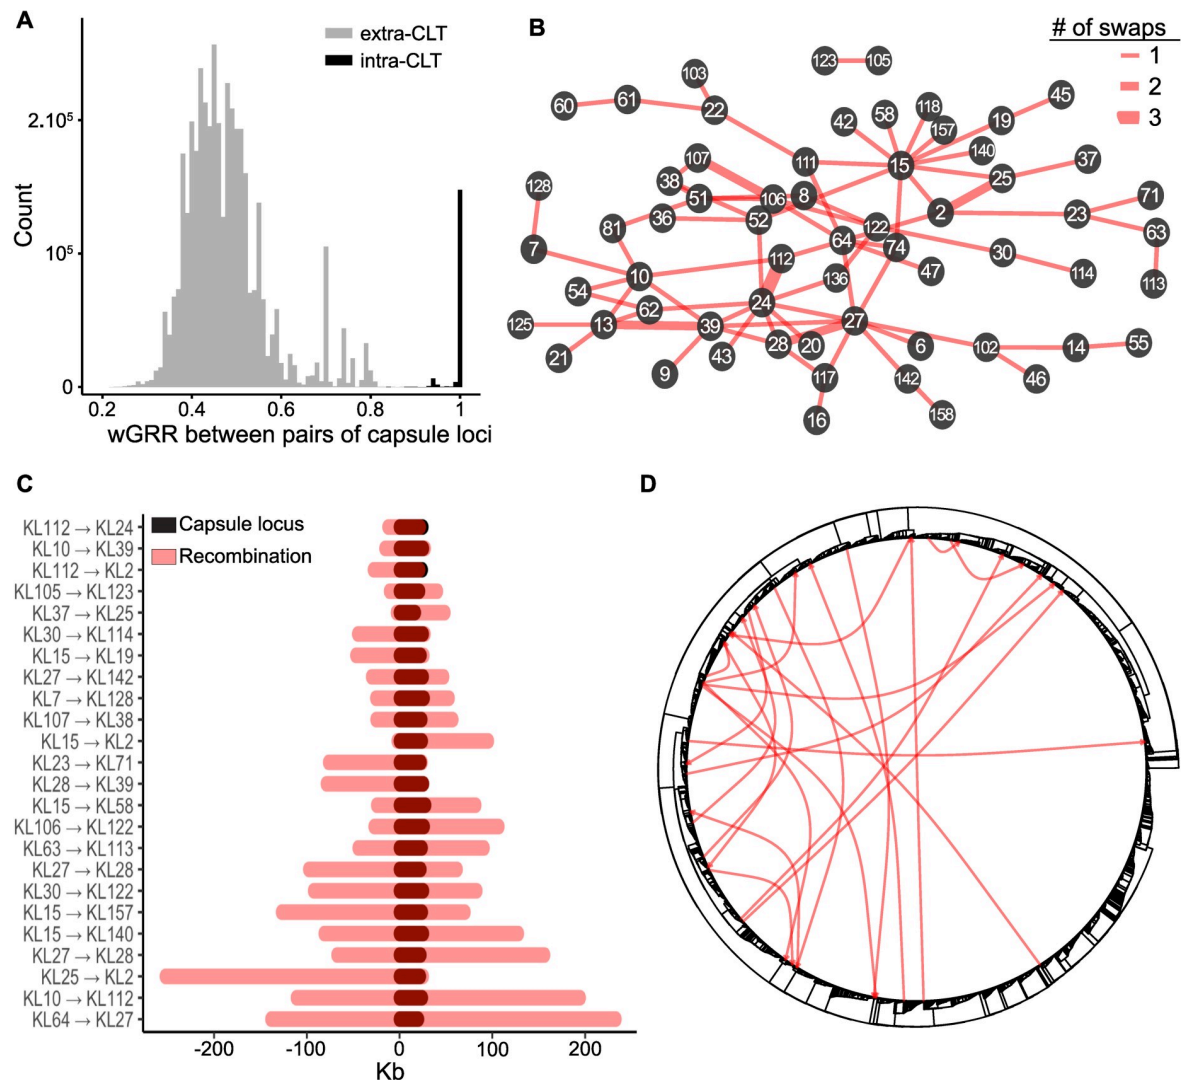 A
extra-CLT
intra-CLT
Count
2.10⁵
10⁵
0
0.2 0.4 0.6 0.8 1
wGRR between pairs of capsule loci
B
# of swaps
1
2
3
123 105
103
60 61 22
45
118
58
42 157 19
140
107 111 15 37
38 25
128 51 106 8 71
36 52 2 23
81 122 63
7 64 74 30
112 47 114
10 136 113
54
62 24
125 13 39 27
21 43 28 20 6 102 14 55
9 117 142 46
16 158
C
Capsule locus
Recombination
KL112 → KL24
KL10 → KL39
KL112 → KL2
KL105 → KL123
KL37 → KL25
KL30 → KL114
KL15 → KL19
KL27 → KL142
KL7 → KL128
KL107 → KL38
KL15 → KL2
KL23 → KL71
KL28 → KL39
KL15 → KL58
KL106 → KL122
KL63 → KL113
KL27 → KL28
KL30 → KL122
KL15 → KL157
KL15 → KL140
KL27 → KL28
KL25 → KL2
KL10 → KL112
KL64 → KL27
-200 -100 0 100 200
Kb
D